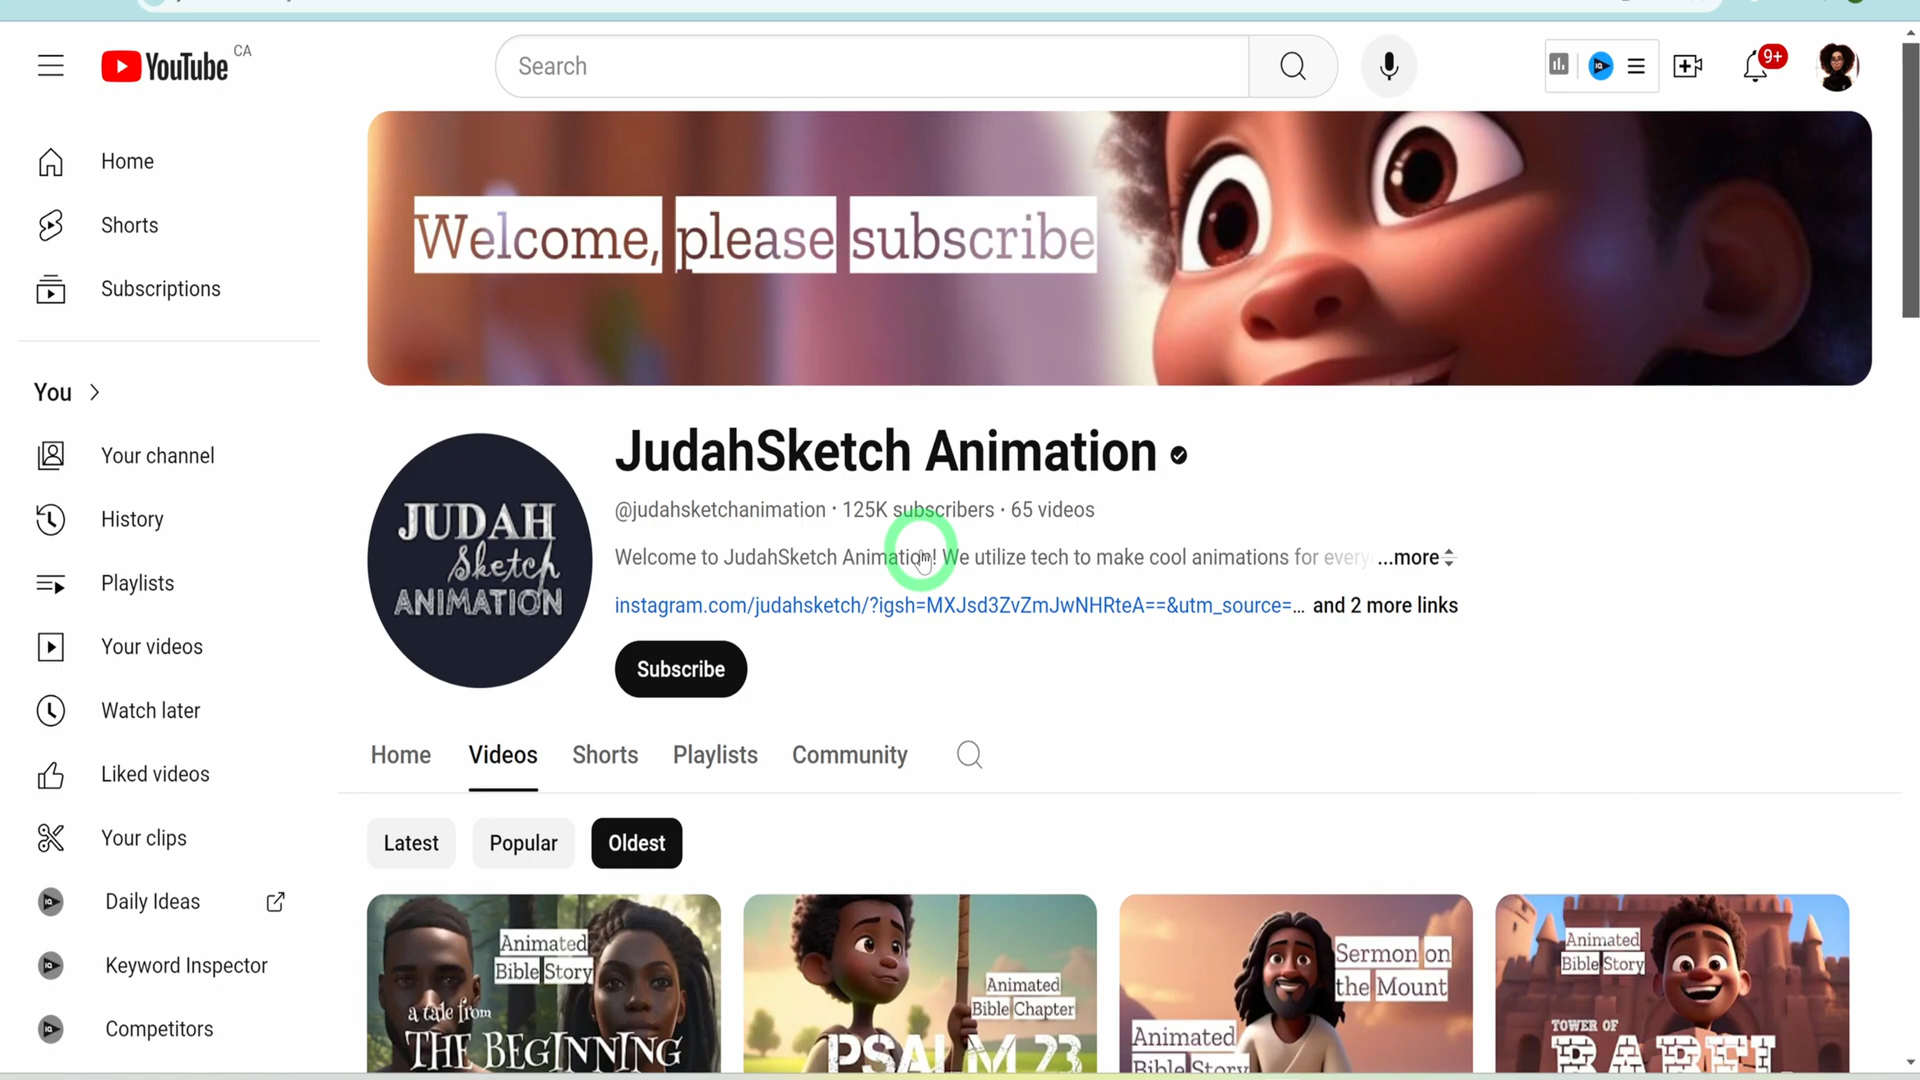 YouTube CA
Search
9+
Home
Shorts
Subscriptions
You
Your channel
History
Playlists
Your videos
Watch later
Liked videos
Your clips
Daily Ideas
Keyword Inspector
Competitors
Welcome, please subscribe
JUDAH
Sketch
ANIMATION
JudahSketch Animation
@judahsketchanimation · 125K subscribers · 65 videos
Welcome to JudahSketch Animation! We utilize tech to make cool animations for every ...more
instagram.com/judahsketch/?igsh=MXJsd3ZvZmJwNHRteA==&utm_source=... and 2 more links
Subscribe
Home Videos Shorts Playlists Community
Latest Popular Oldest
Animated
Bible Story
a tale from
THE BEGINNING
Animated
Bible Chapter
PSALM 23
Sermon on
the Mount
Animated
Bible Story
Animated
Bible Story
TOWER OF
BABEL